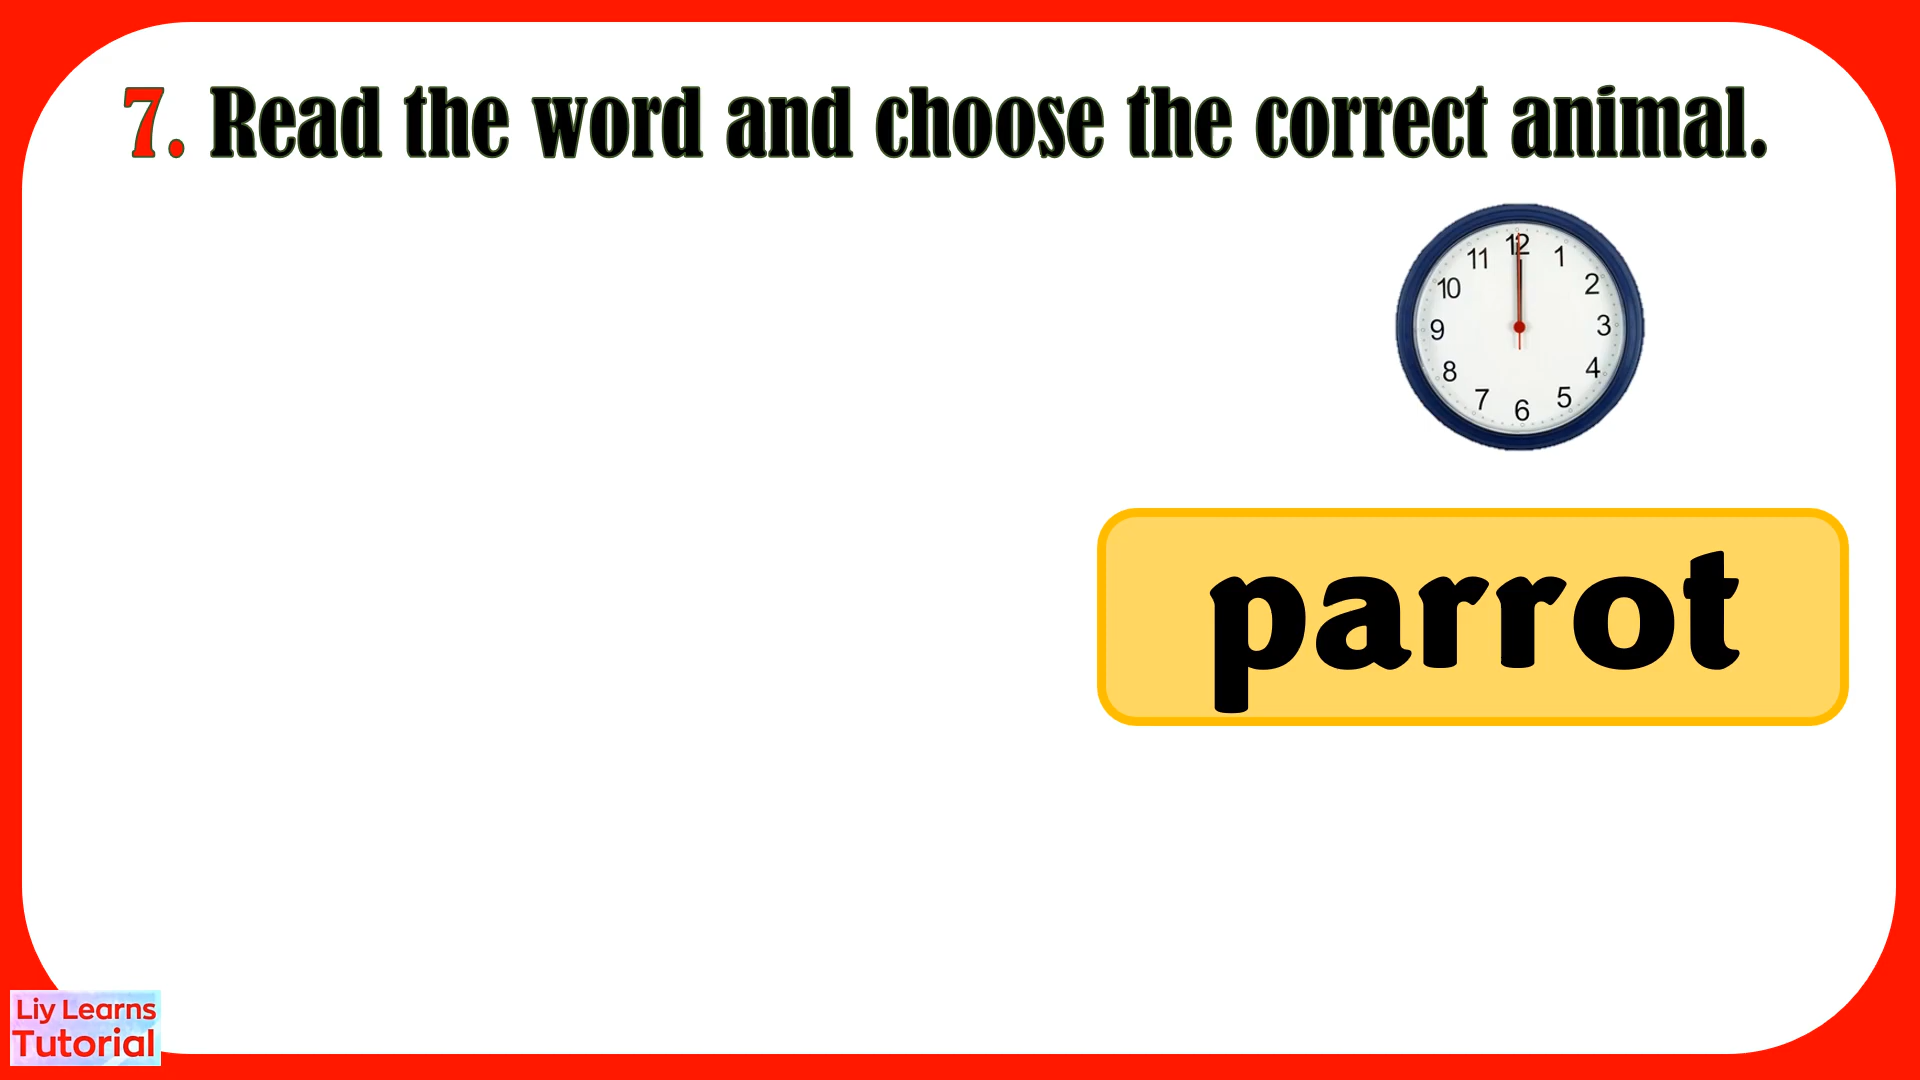 7. Read the word and choose the correct animal.
12
11 1
10 2
9 3
8 4
7 5
6
parrot
Liy Learns
Tutorial